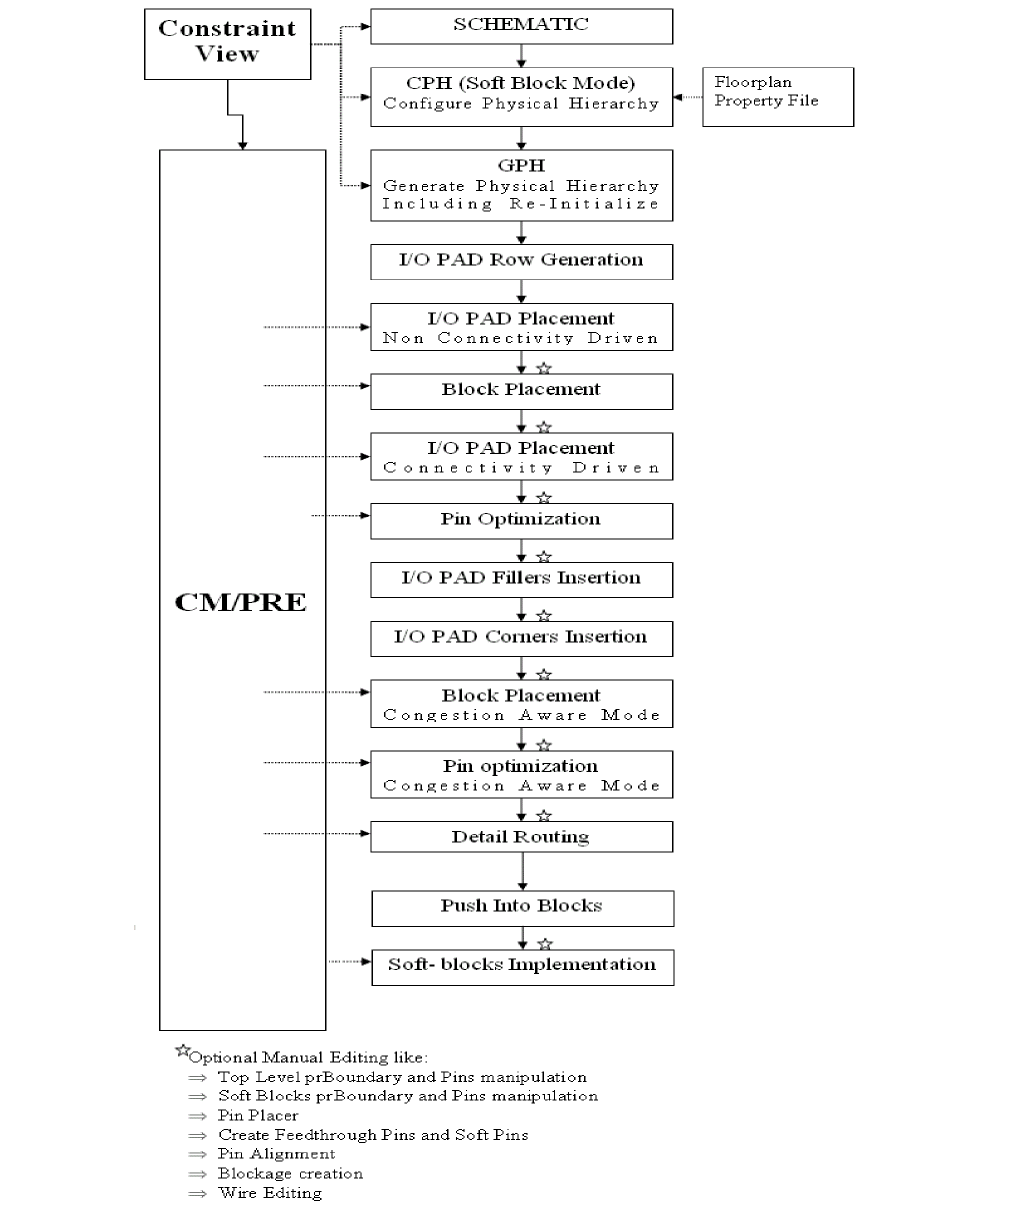 Constraint
View
SCHEMATIC
CPH (Soft Block Mode)
Configure Physical Hierarchy
Floorplan
Property File
GPH
Generate Physical Hierarchy
Including Re-Initialize
I/O PAD Row Generation
I/O PAD Placement
Non Connectivity Driven
☆
Block Placement
☆
I/O PAD Placement
Connectivity Driven
☆
Pin Optimization
☆
I/O PAD Fillers Insertion
CM/PRE
☆
I/O PAD Corners Insertion
☆
Block Placement
Congestion Aware Mode
☆
Pin optimization
Congestion Aware Mode
☆
Detail Routing
Push Into Blocks
☆
Soft- blocks Implementation
☆Optional Manual Editing like:
⇒ Top Level prBoundary and Pins manipulation
⇒ Soft Blocks prBoundary and Pins manipulation
⇒ Pin Placer
⇒ Create Feedthrough Pins and Soft Pins
⇒ Pin Alignment
⇒ Blockage creation
⇒ Wire Editing